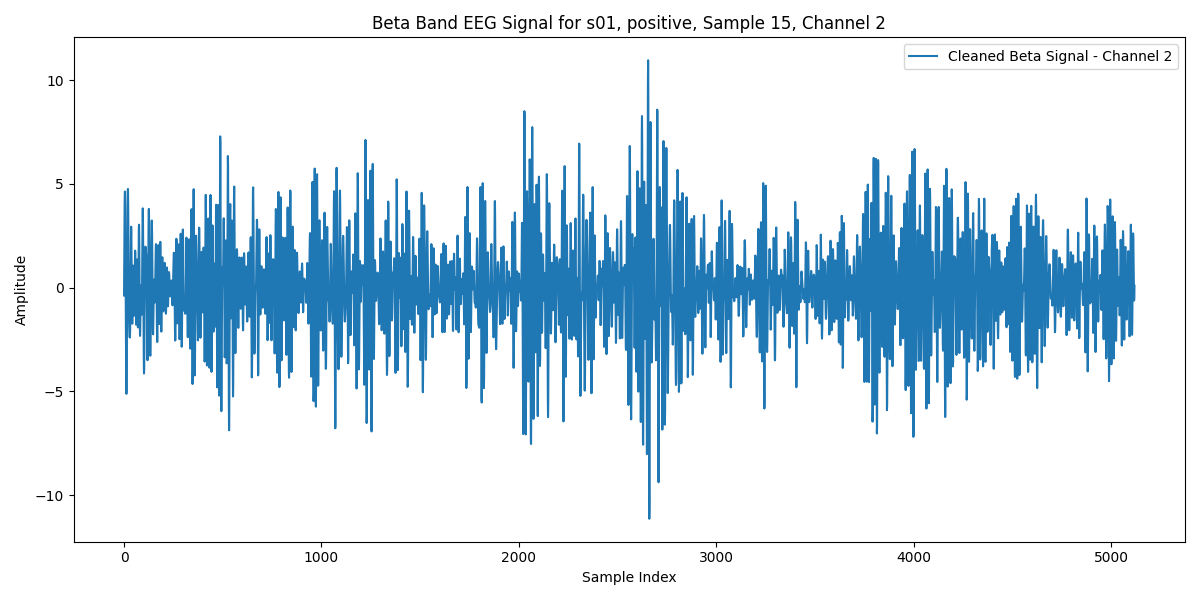 Beta Band EEG Signal for s01, positive, Sample 15, Channel 2
Cleaned Beta Signal - Channel 2
Amplitude
10
5
0
−5
−10
0 1000 2000 3000 4000 5000
Sample Index